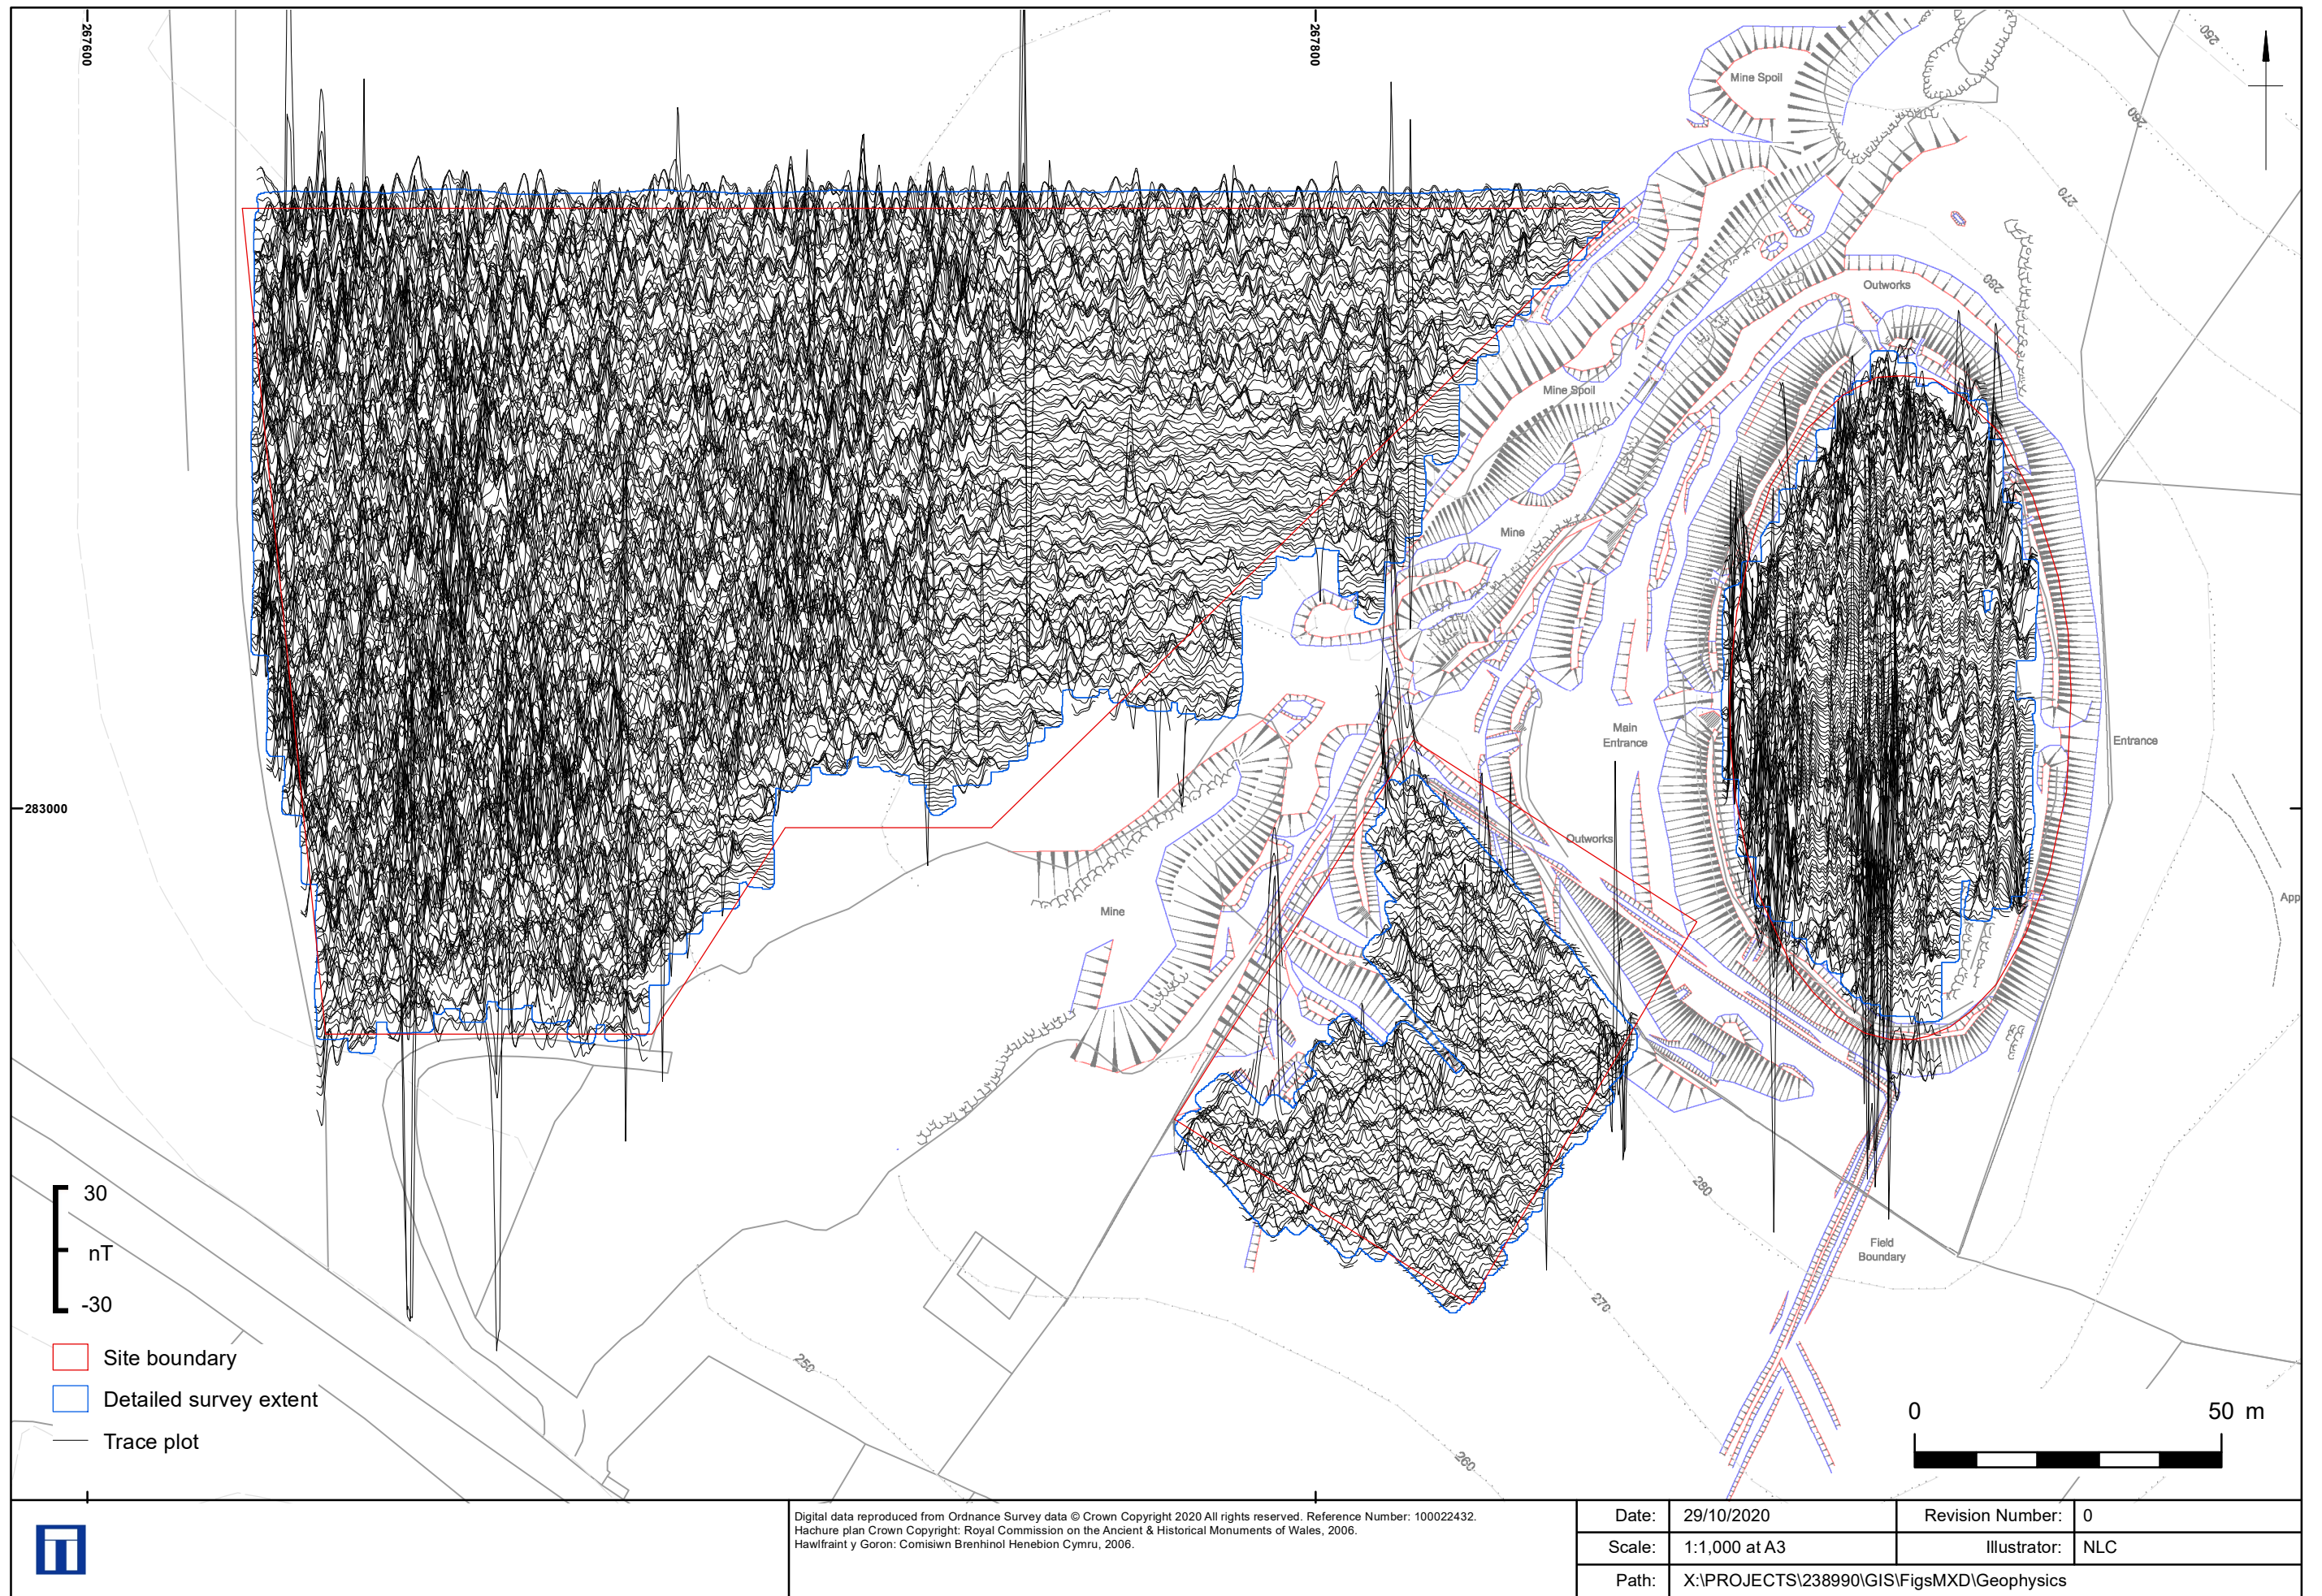 267600
267800
260
Mine Spoil
260
270
Outworks
280
Mine Spoil
Mine
Main
Entrance
Entrance
283000
Outworks
App
Mine
280
Field
Boundary
270
250
260
30
nT
-30
Site boundary
Detailed survey extent
Trace plot
0 50 m
Digital data reproduced from Ordnance Survey data © Crown Copyright 2020 All rights reserved. Reference Number: 100022432.
Hachure plan Crown Copyright: Royal Commission on the Ancient & Historical Monuments of Wales, 2006.
Hawlfraint y Goron: Comisiwn Brenhinol Henebion Cymru, 2006.
Date: 29/10/2020 Revision Number: 0
Scale: 1:1,000 at A3 Illustrator: NLC
Path: X:\PROJECTS\238990\GIS\FigsMXD\Geophysics